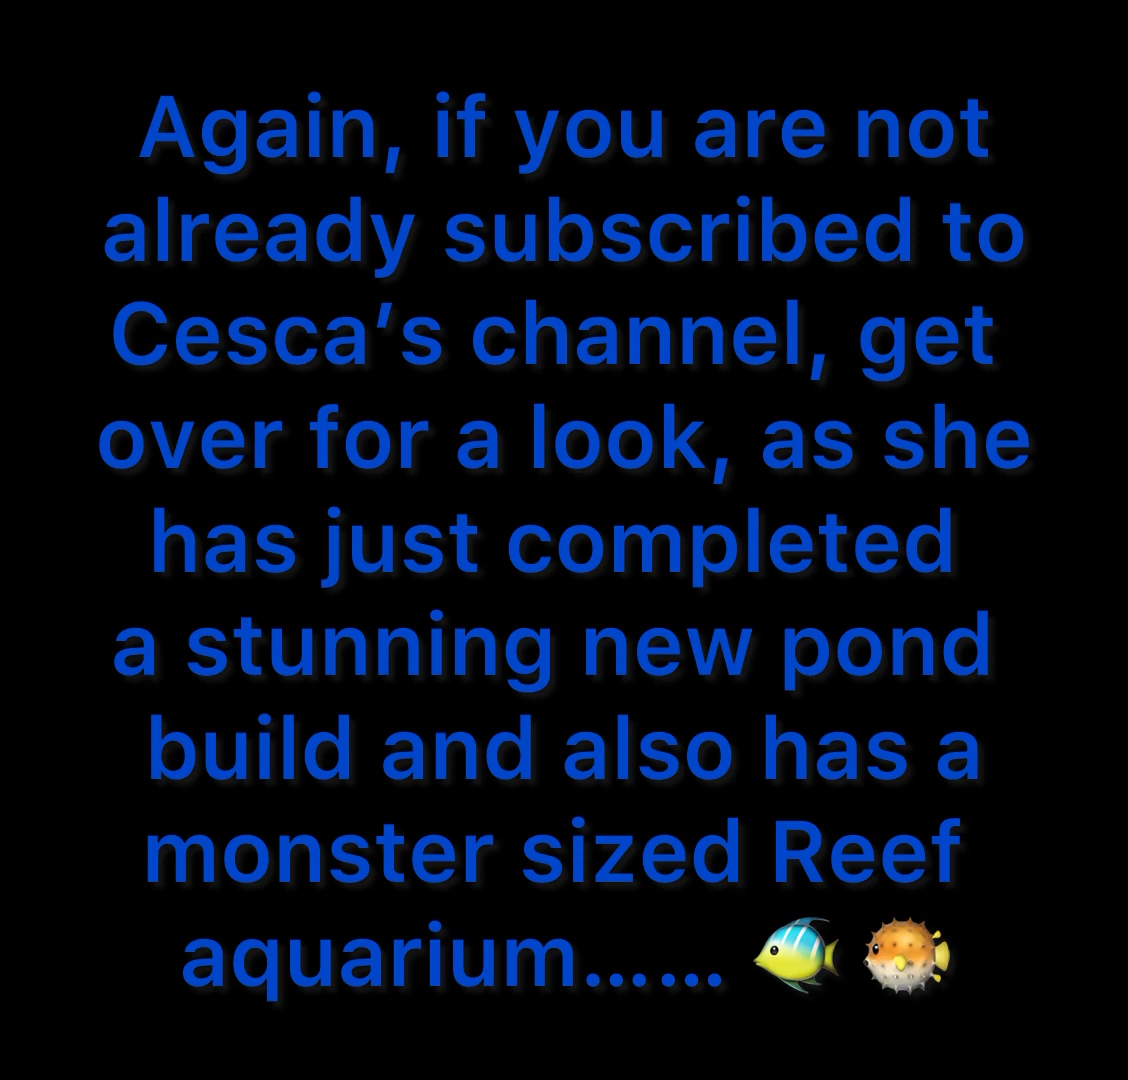 Again, if you are not
already subscribed to
Cesca’s channel, get
over for a look, as she
has just completed
a stunning new pond
build and also has a
monster sized Reef
aquarium…… 🐠 🐡